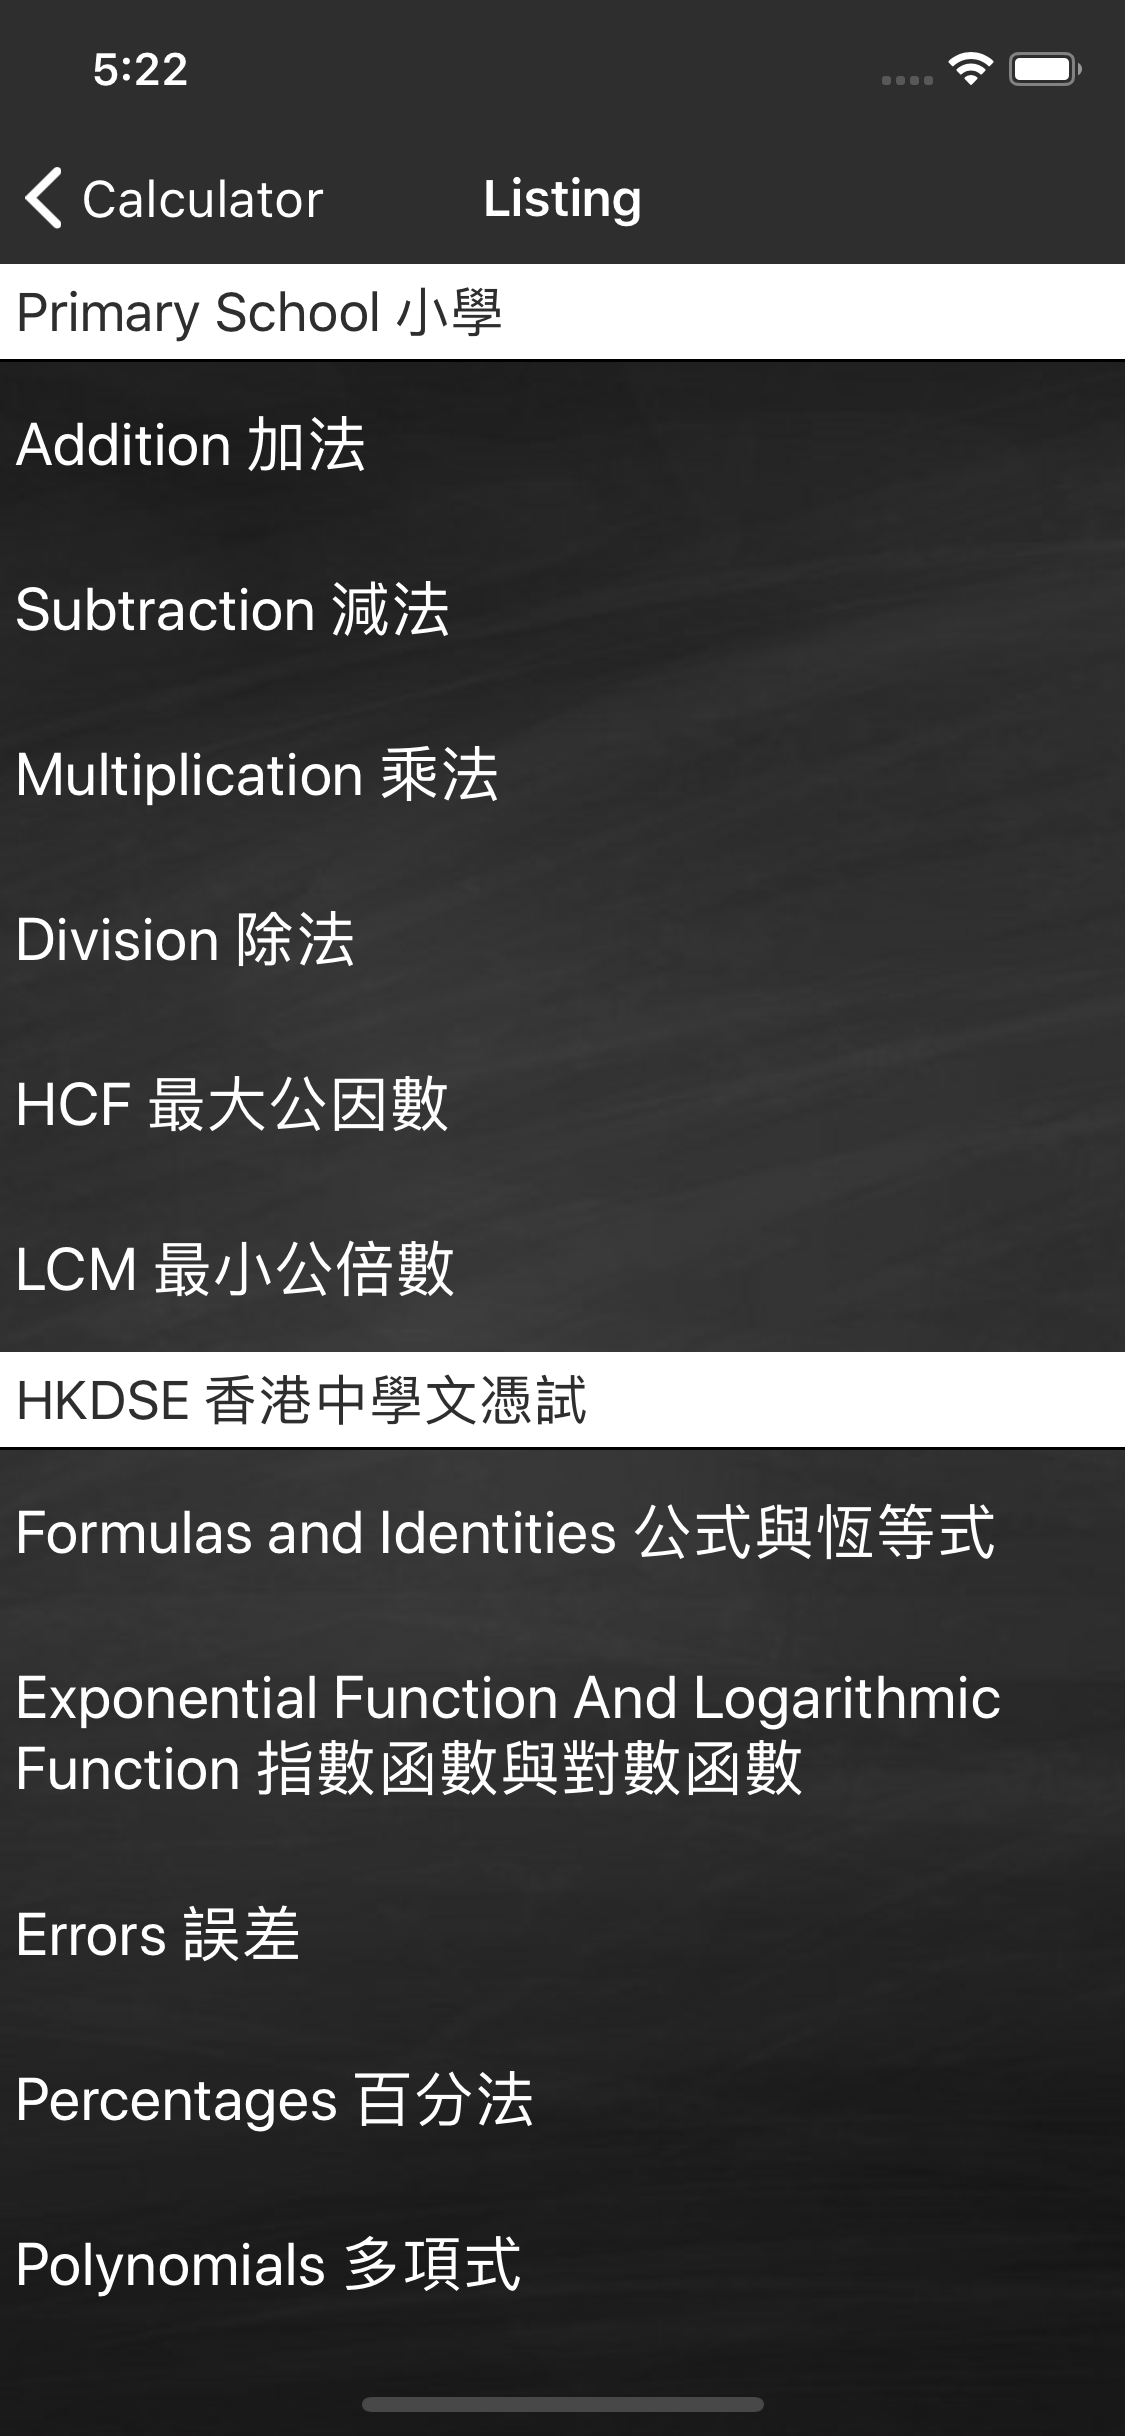 5:22
Calculator
Listing
Primary School 小學
Addition 加法
Subtraction 減法
Multiplication 乘法
Division 除法
HCF 最大公因數
LCM 最小公倍數
HKDSE 香港中學文憑試
Formulas and Identities 公式與恆等式
Exponential Function And Logarithmic
Function 指數函數與對數函數
Errors 誤差
Percentages 百分法
Polynomials 多項式